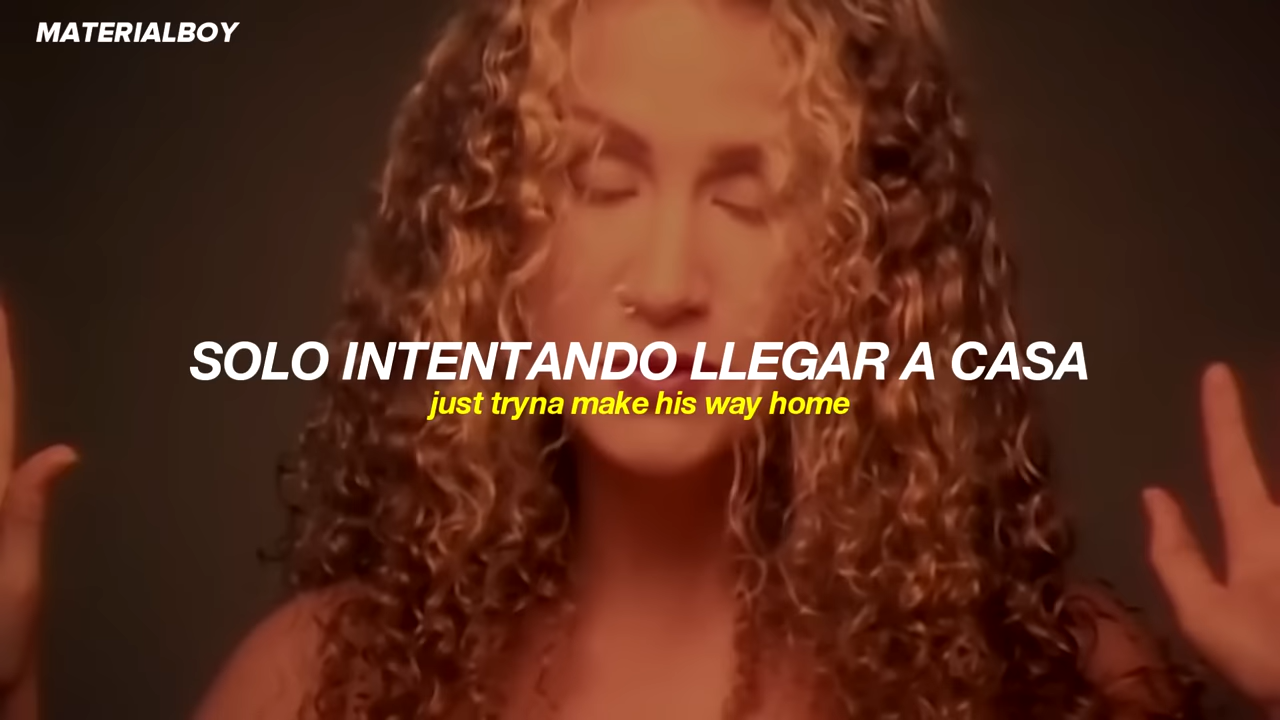 MATERIALBOY
SOLO INTENTANDO LLEGAR A CASA
just tryna make his way home